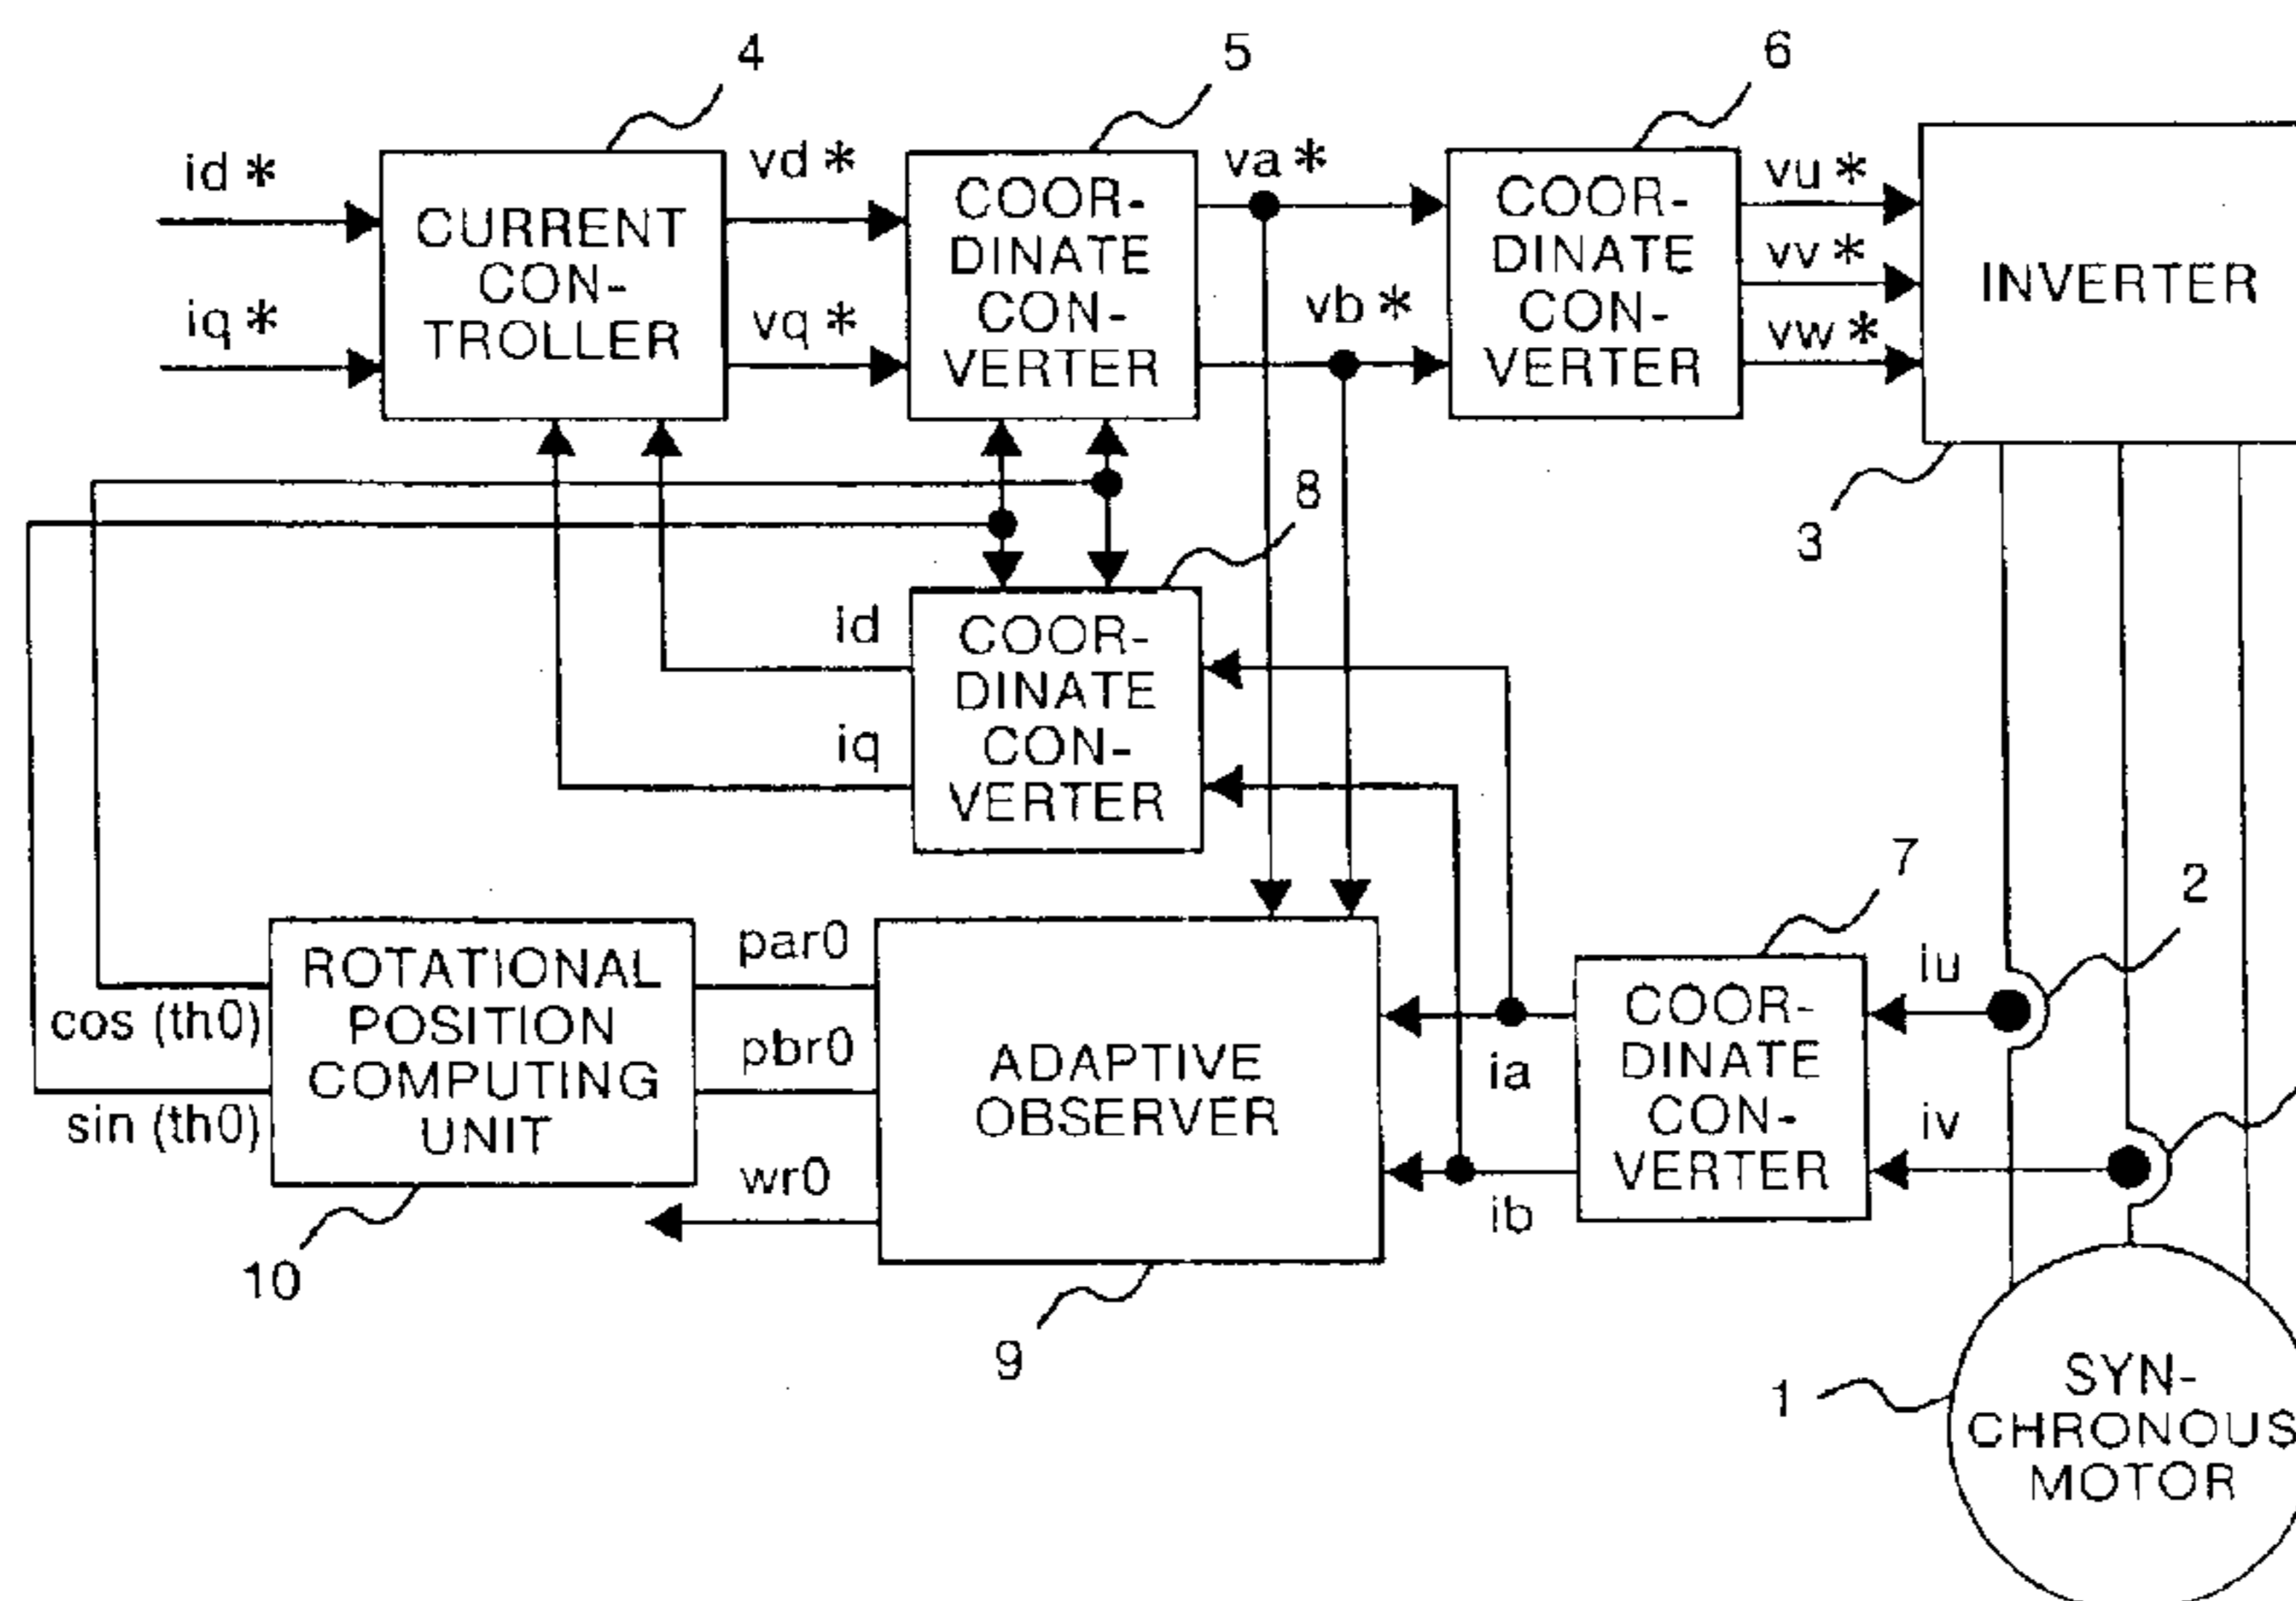 4
5
6
id*
iq*
CURRENT
CON-
TROLLER
vd*
vq*
COOR-
DINATE
CON-
VERTER
va*
vb*
COOR-
DINATE
CON-
VERTER
vu*
vv*
vw*
INVERTER
3
8
id
iq
COOR-
DINATE
CON-
VERTER
7
2
cos (th0)
sin (th0)
ROTATIONAL
POSITION
COMPUTING
UNIT
10
par0
pbr0
wr0
ADAPTIVE
OBSERVER
9
ia
ib
COOR-
DINATE
CON-
VERTER
iu
iv
1
SYN-
CHRONOUS
MOTOR